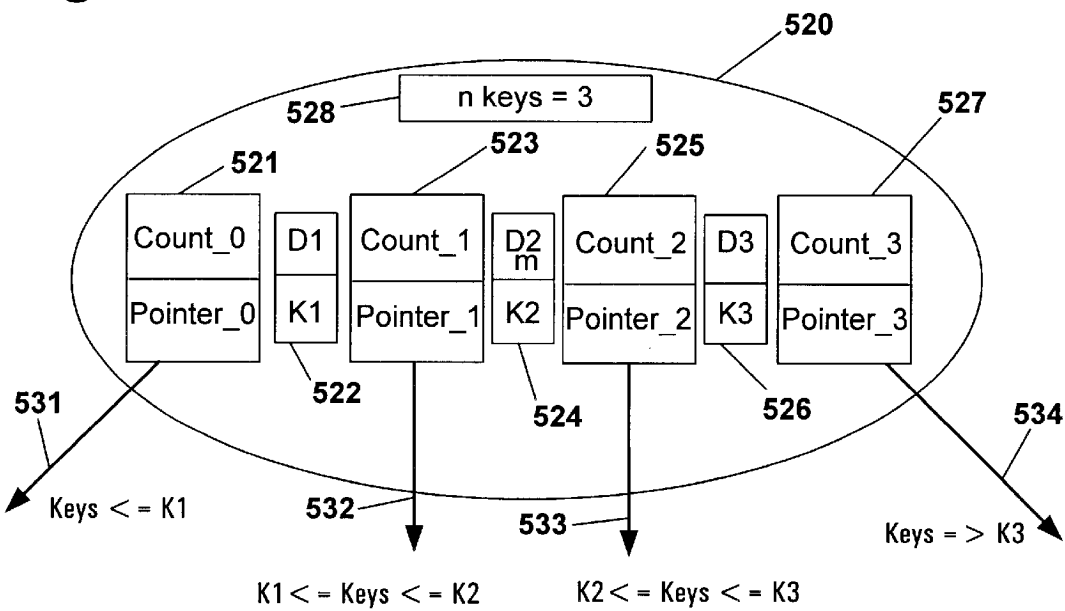 520
n keys = 3
528
527
523
525
521
Count_0
D1
Count_1
D2
m
Count_2
D3
Count_3
Pointer_0
K1
Pointer_1
K2
Pointer_2
K3
Pointer_3
522
524
526
531
534
532
533
Keys < = K1
Keys = > K3
K1 < = Keys < = K2
K2 < = Keys < = K3